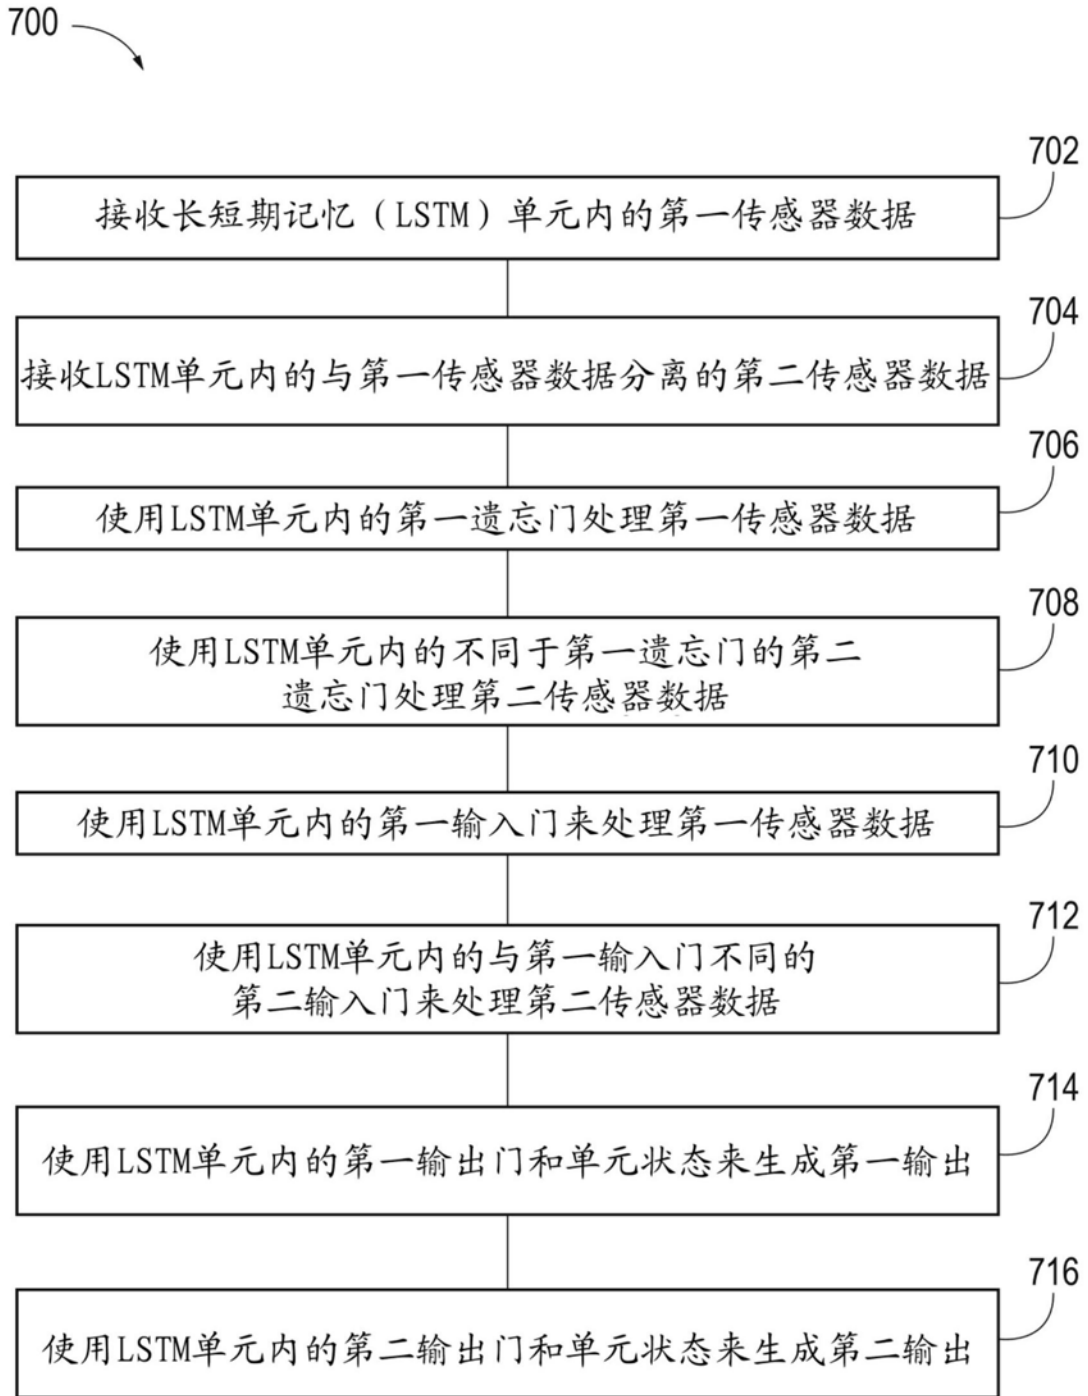 700
702
接收长短期记忆（LSTM）单元内的第一传感器数据
704
接收LSTM单元内的与第一传感器数据分离的第二传感器数据
706
使用LSTM单元内的第一遗忘门处理第一传感器数据
708
使用LSTM单元内的不同于第一遗忘门的第二
遗忘门处理第二传感器数据
710
使用LSTM单元内的第一输入门来处理第一传感器数据
712
使用LSTM单元内的与第一输入门不同的
第二输入门来处理第二传感器数据
714
使用LSTM单元内的第一输出门和单元状态来生成第一输出
716
使用LSTM单元内的第二输出门和单元状态来生成第二输出